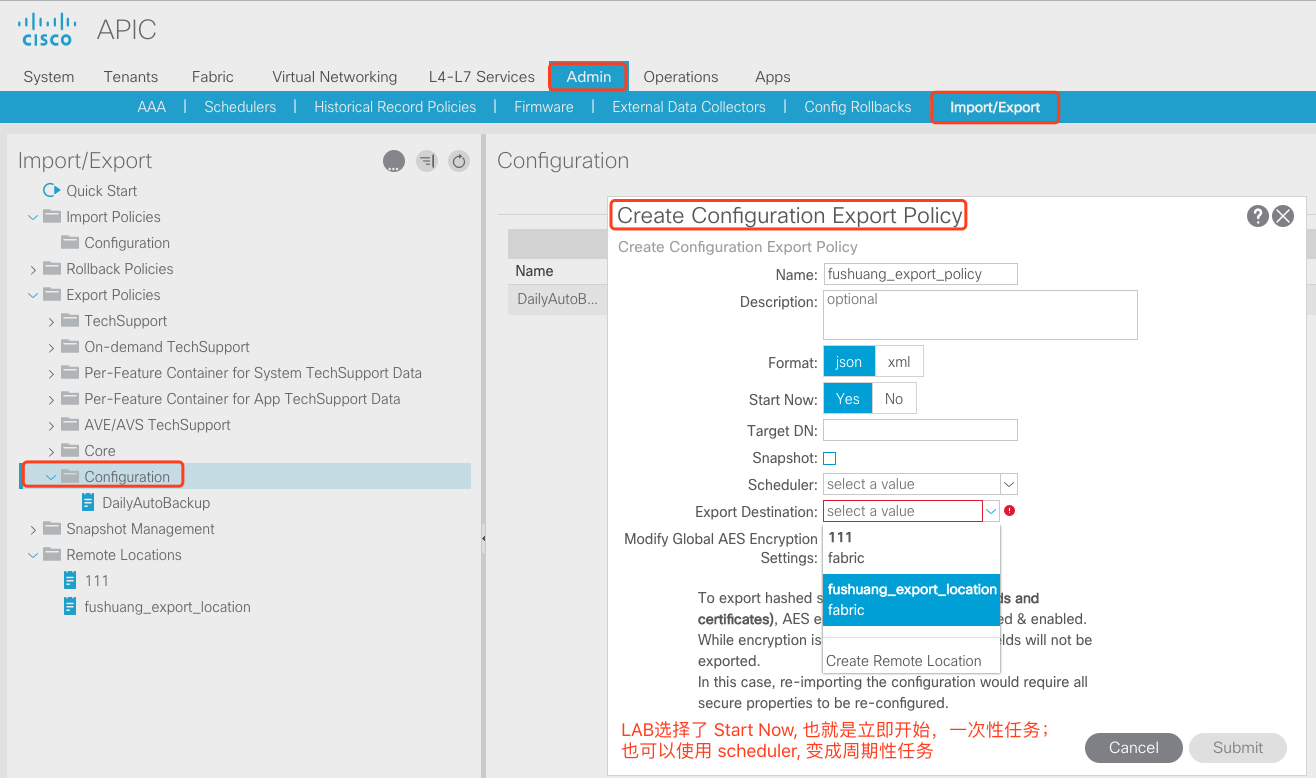 CISCO APIC
System Tenants Fabric Virtual Networking L4-L7 Services Admin Operations Apps
AAA | Schedulers | Historical Record Policies | Firmware | External Data Collectors | Config Rollbacks Import/Export
Import/Export
Quick Start
Import Policies
Configuration
Rollback Policies
Export Policies
TechSupport
On-demand TechSupport
Per-Feature Container for System TechSupport Data
Per-Feature Container for App TechSupport Data
AVE/AVS TechSupport
Core
Configuration
DailyAutoBackup
Snapshot Management
Remote Locations
111
fushuang_export_location
Configuration
Name
DailyAutoB...
Create Configuration Export Policy
Create Configuration Export Policy
Name: fushuang_export_policy
Description: optional
Format: json xml
Start Now: Yes No
Target DN:
Snapshot:
Scheduler: select a value
Export Destination: select a value
111
fabric
fushuang_export_location
fabric
Create Remote Location
Modify Global AES Encryption
Settings:
To export hashed s ds and
certificates), AES e ed & enabled.
While encryption is elds will not be
exported.
In this case, re-importing the configuration would require all
secure properties to be re-configured.
LAB选择了 Start Now, 也就是立即开始，一次性任务；
也可以使用 scheduler, 变成周期性任务
Cancel Submit